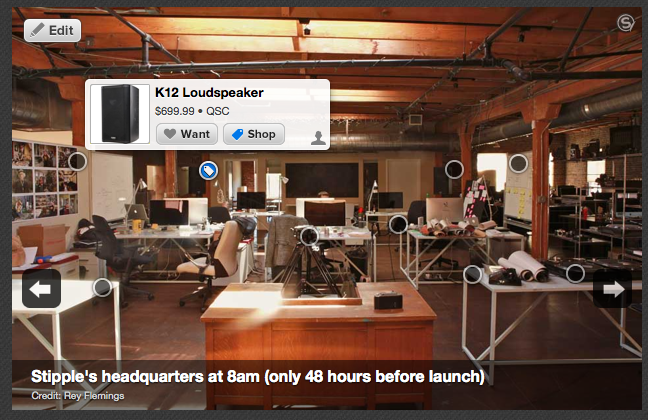 Edit
S
K12 Loudspeaker
$699.99 • QSC
Want
Shop
Stipple's headquarters at 8am (only 48 hours before launch)
Credit: Rey Flemings